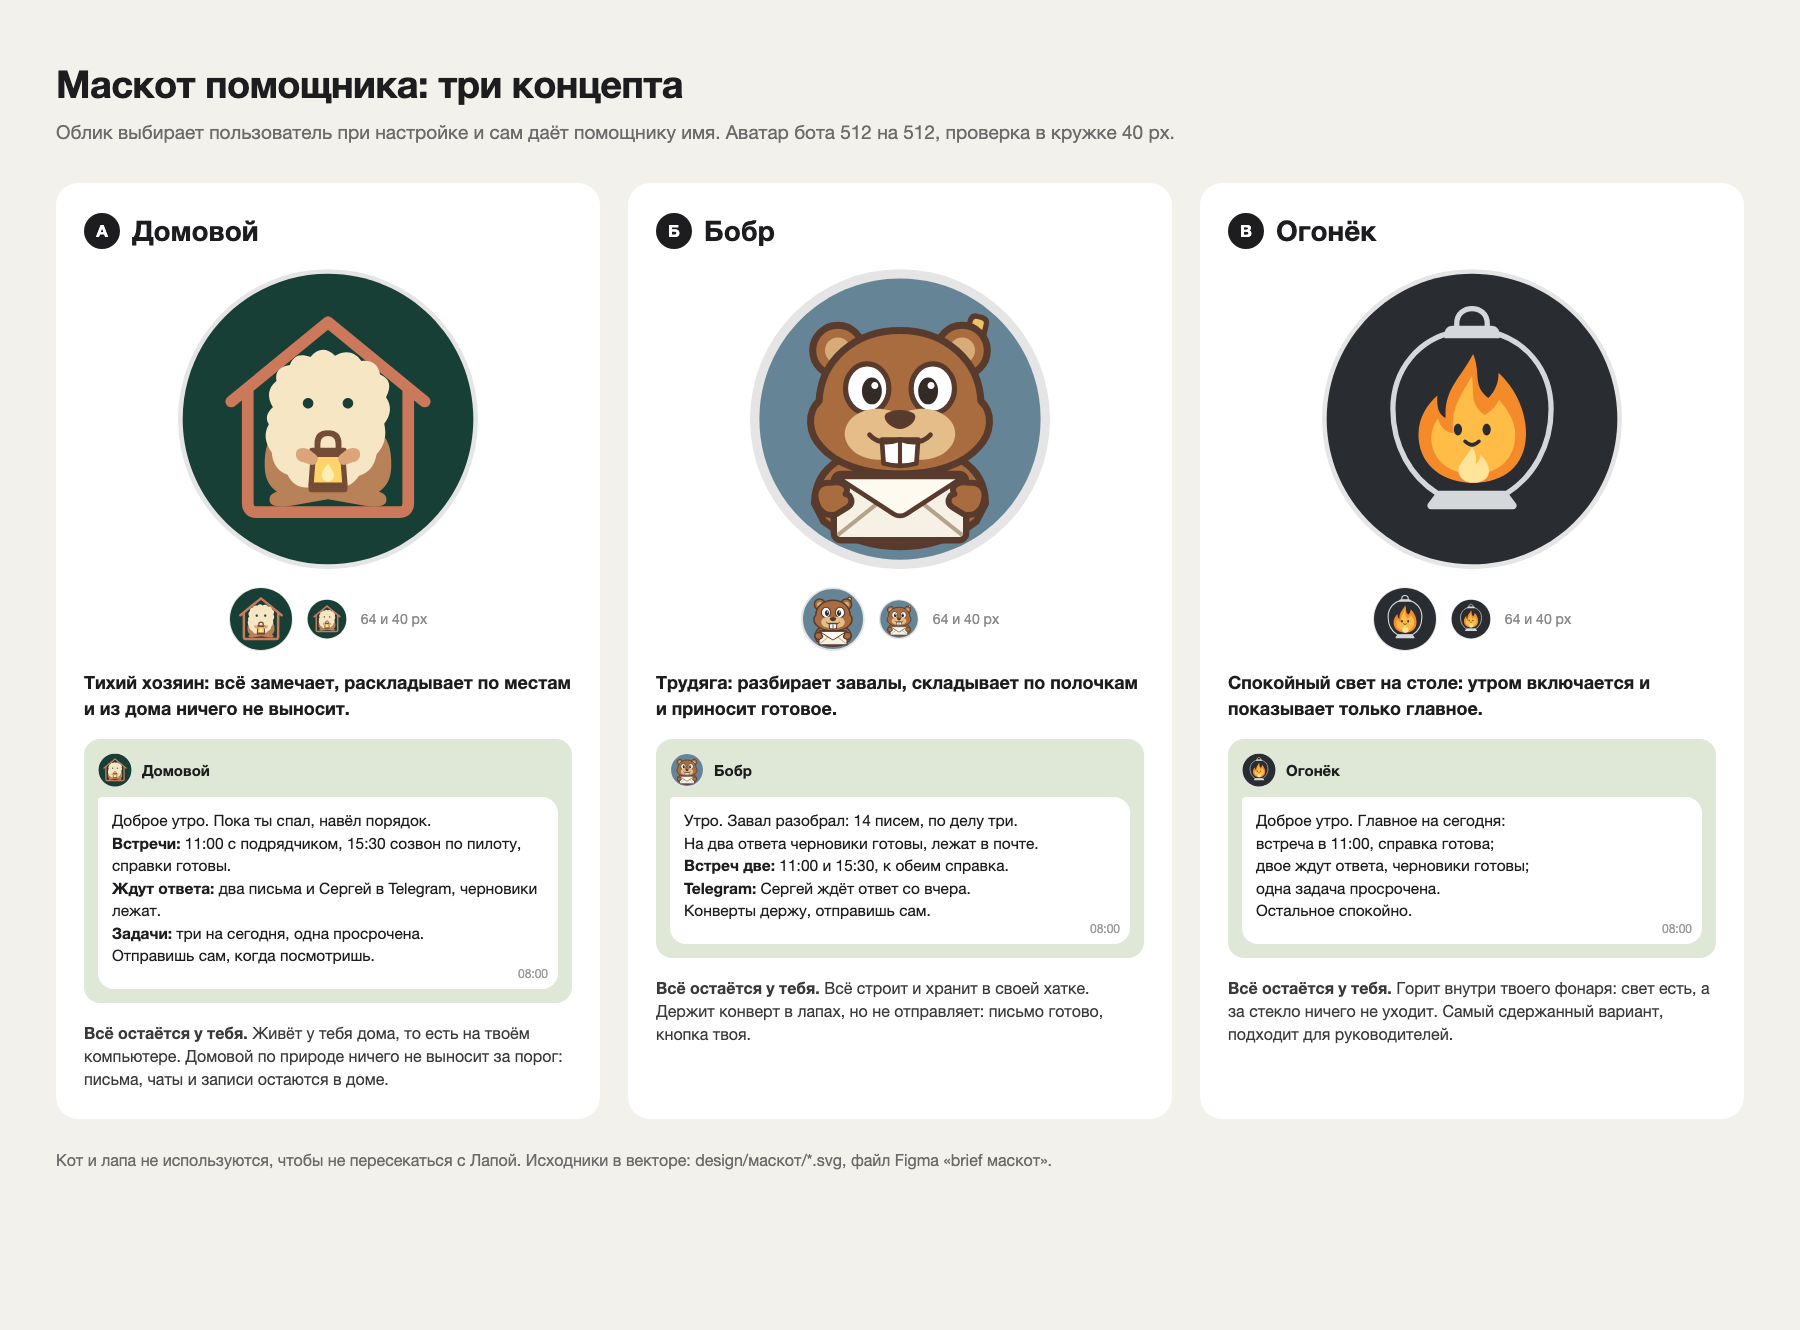 Маскот помощника: три концепта
Облик выбирает пользователь при настройке и сам даёт помощнику имя. Аватар бота 512 на 512, проверка в кружке 40 px.
А Домовой
64 и 40 px
Тихий хозяин: всё замечает, раскладывает по местам
и из дома ничего не выносит.
Домовой
Доброе утро. Пока ты спал, навёл порядок.
Встречи: 11:00 с подрядчиком, 15:30 созвон по пилоту,
справки готовы.
Ждут ответа: два письма и Сергей в Telegram, черновики
лежат.
Задачи: три на сегодня, одна просрочена.
Отправишь сам, когда посмотришь.
08:00
Всё остаётся у тебя. Живёт у тебя дома, то есть на твоём
компьютере. Домовой по природе ничего не выносит за порог:
письма, чаты и записи остаются в доме.
Б Бобр
64 и 40 px
Трудяга: разбирает завалы, складывает по полочкам
и приносит готовое.
Бобр
Утро. Завал разобрал: 14 писем, по делу три.
На два ответа черновики готовы, лежат в почте.
Встреч две: 11:00 и 15:30, к обеим справка.
Telegram: Сергей ждёт ответ со вчера.
Конверты держу, отправишь сам.
08:00
Всё остаётся у тебя. Всё строит и хранит в своей хатке.
Держит конверт в лапах, но не отправляет: письмо готово,
кнопка твоя.
В Огонёк
64 и 40 px
Спокойный свет на столе: утром включается и
показывает только главное.
Огонёк
Доброе утро. Главное на сегодня:
встреча в 11:00, справка готова;
двое ждут ответа, черновики готовы;
одна задача просрочена.
Остальное спокойно.
08:00
Всё остаётся у тебя. Горит внутри твоего фонаря: свет есть, а
за стекло ничего не уходит. Самый сдержанный вариант,
подходит для руководителей.
Кот и лапа не используются, чтобы не пересекаться с Лапой. Исходники в векторе: design/маскот/*.svg, файл Figma «brief маскот».